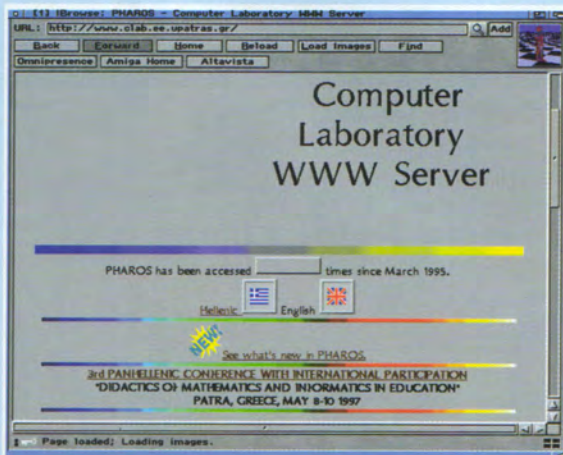 [1] IBrowse: PHAROS - Computer Laboratory WWW Server
URL: http://www.clab.ee.upatras.gr/ Add
Back Forward Home Reload Load Images Find
Omnipresence Amiga Home Altavista
Computer
Laboratory
WWW Server
PHAROS has been accessed times since March 1995.
Hellenic English
NEW!
See what's new in PHAROS.
3rd PANHELLENIC CONFERENCE WITH INTERNATIONAL PARTICIPATION
"DIDACTICS OF MATHEMATICS AND INFORMATICS IN EDUCATION"
PATRA, GREECE, MAY 8-10 1997
Page loaded; Loading images.